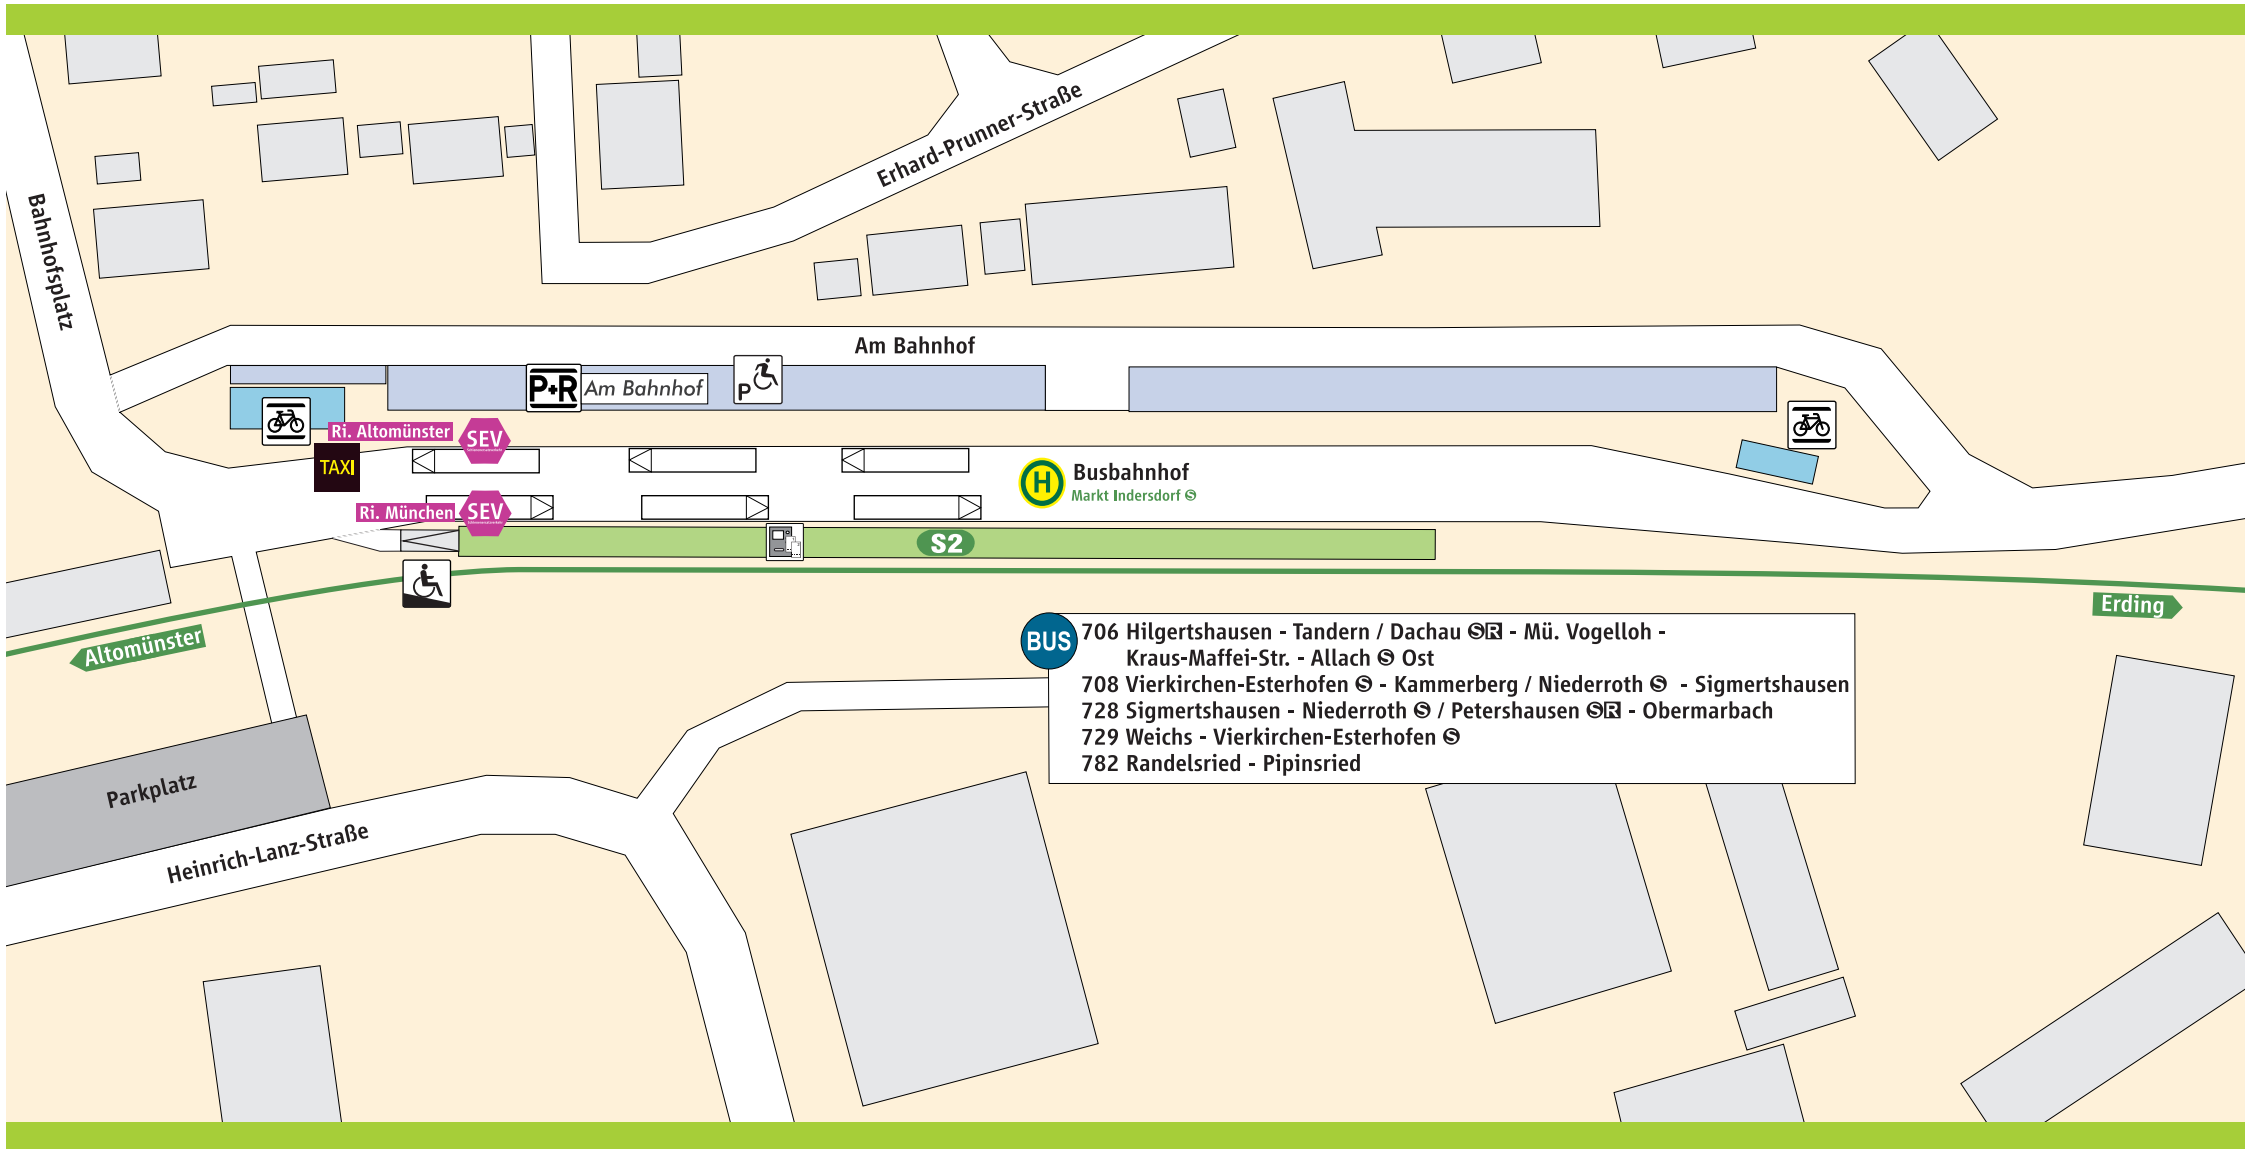 Erhard-Prunner-Straße
Bahnhofsplatz
Am Bahnhof
P+R
Am Bahnhof
P
Ri. Altomünster
SEV
TAXI
H
Busbahnhof
Markt Indersdorf S
Ri. München
SEV
S2
Erding
Altomünster
BUS
706 Hilgertshausen - Tandern / Dachau S R - Mü. Vogelloh -
Kraus-Maffei-Str. - Allach S Ost
708 Vierkirchen-Esterhofen S - Kammerberg / Niederroth S - Sigmertshausen
728 Sigmertshausen - Niederroth S / Petershausen S R - Obermarbach
729 Weichs - Vierkirchen-Esterhofen S
782 Randelsried - Pipinsried
Parkplatz
Heinrich-Lanz-Straße